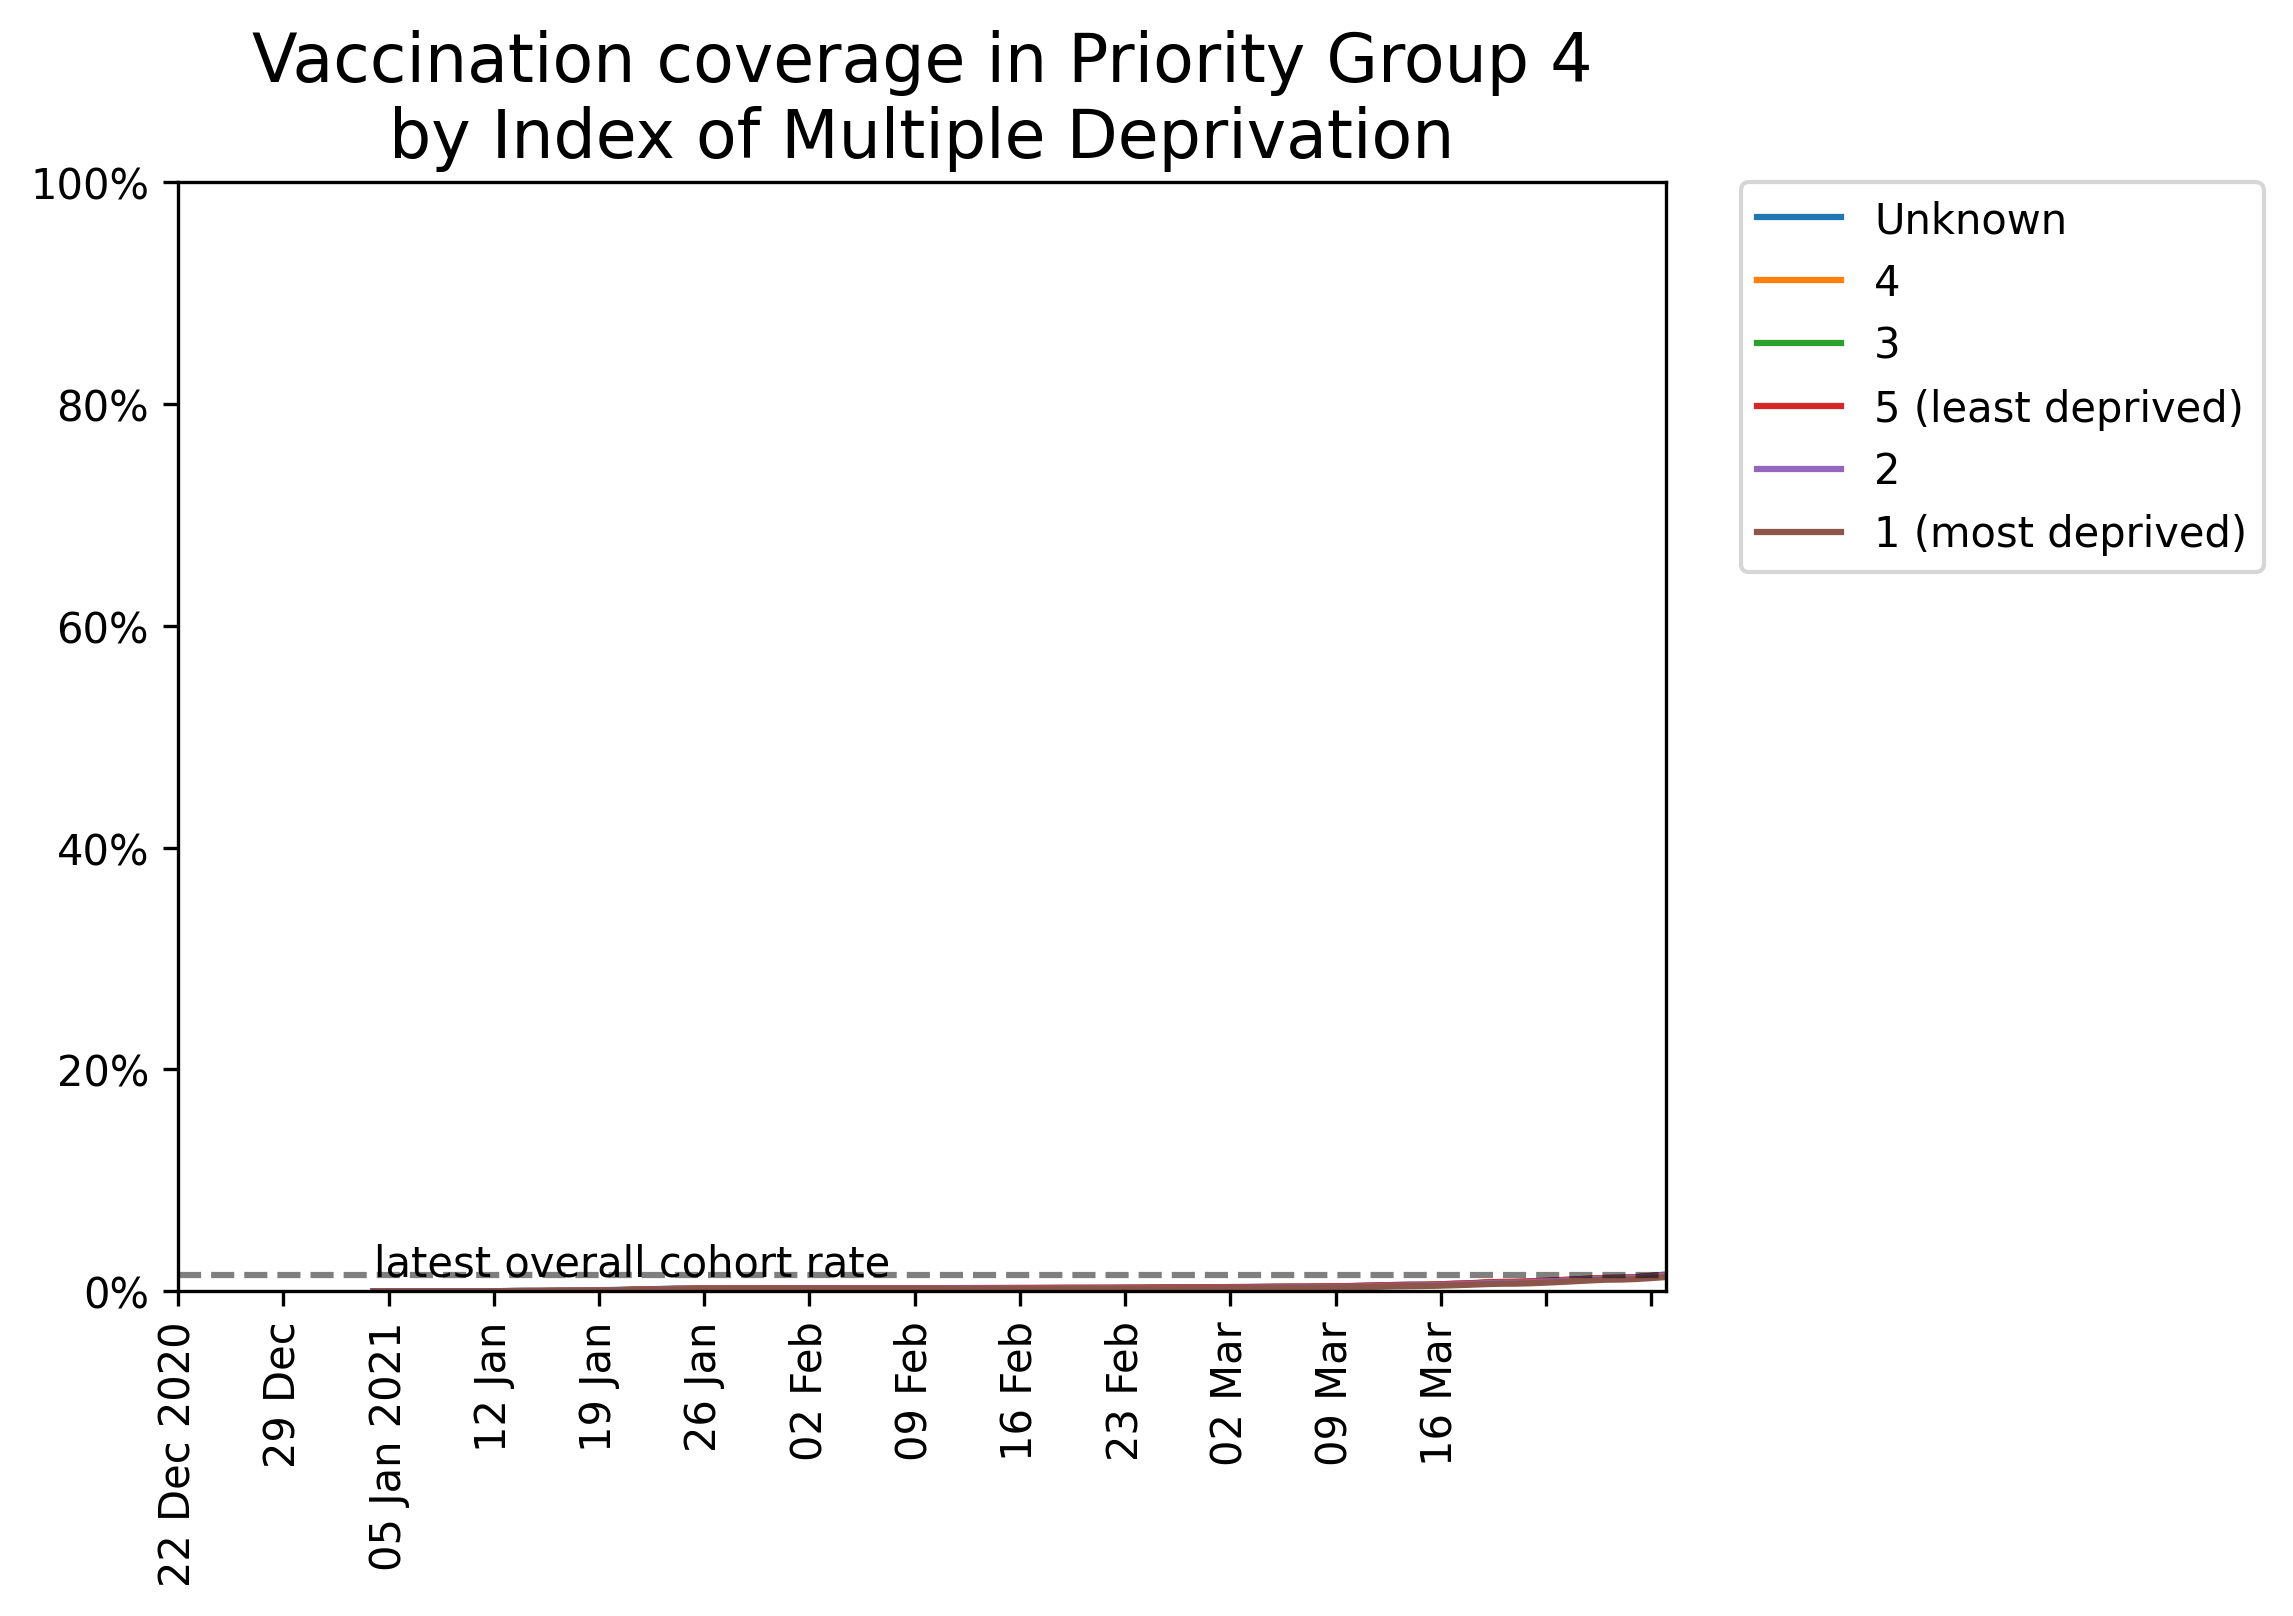 Vaccination coverage in Priority Group 4
by Index of Multiple Deprivation
100%
80%
60%
40%
20%
0%
latest overall cohort rate
22 Dec 2020
29 Dec
05 Jan 2021
12 Jan
19 Jan
26 Jan
02 Feb
09 Feb
16 Feb
23 Feb
02 Mar
09 Mar
16 Mar
Unknown
4
3
5 (least deprived)
2
1 (most deprived)